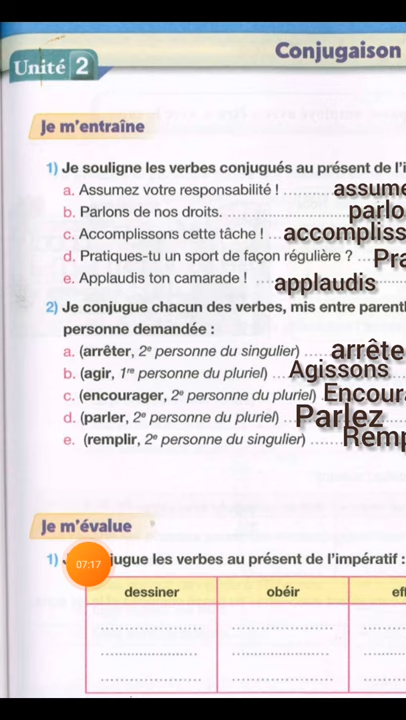 Conjugaison
Unité 2
Je m'entraîne
1) Je souligne les verbes conjugués au présent de l'i
a. Assumez votre responsabilité ! ............ assume
b. Parlons de nos droits. ............ parlo
c. Accomplissons cette tâche ! ...... accompliss
d. Pratiques-tu un sport de façon régulière ? ... Pra
e. Applaudis ton camarade ! applaudis
2) Je conjugue chacun des verbes, mis entre parent
personne demandée :
a. (arrêter, 2e personne du singulier) ...... arrête
b. (agir, 1re personne du pluriel) ... Agissons
c. (encourager, 2e personne du pluriel) Encoura
d. (parler, 2e personne du pluriel) ... Parlez
e. (remplir, 2e personne du singulier) ....... Remp
Je m'évalue
1) J 07:17 jugue les verbes au présent de l'impératif :
dessiner obéir eff